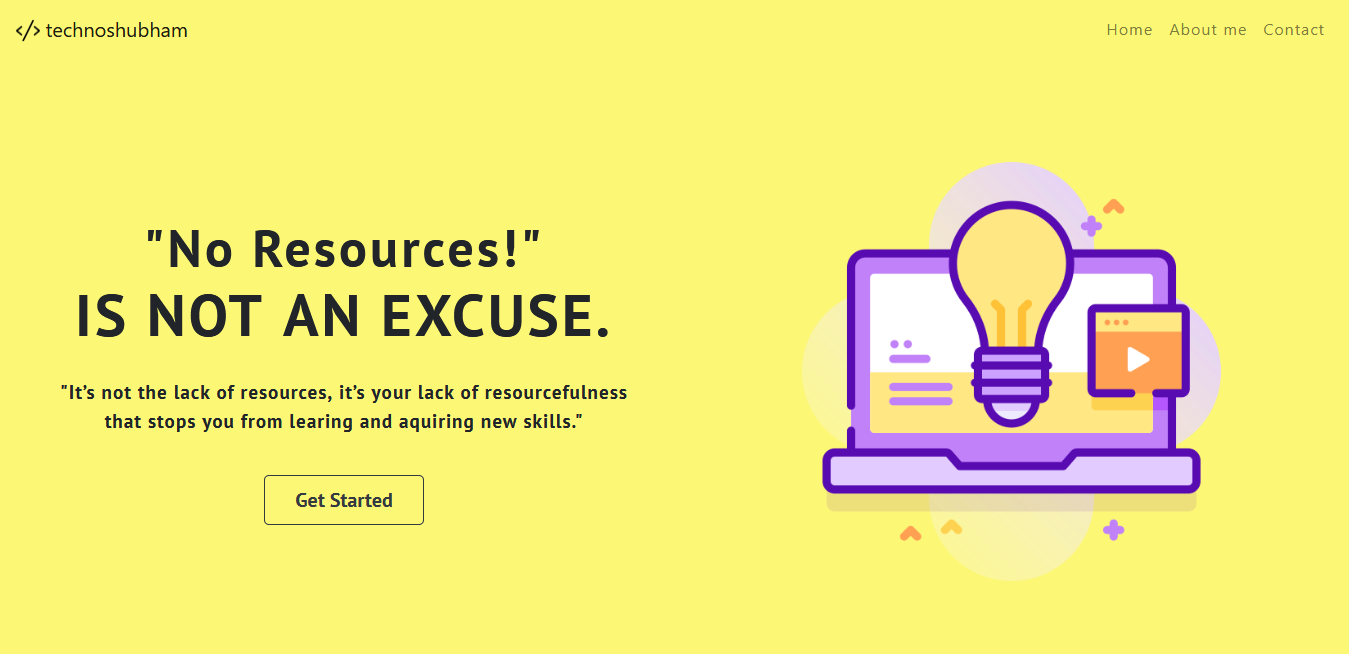 </> technoshubham
Home About me Contact
"No Resources!"
IS NOT AN EXCUSE.
"It’s not the lack of resources, it’s your lack of resourcefulness
that stops you from learing and aquiring new skills."
Get Started